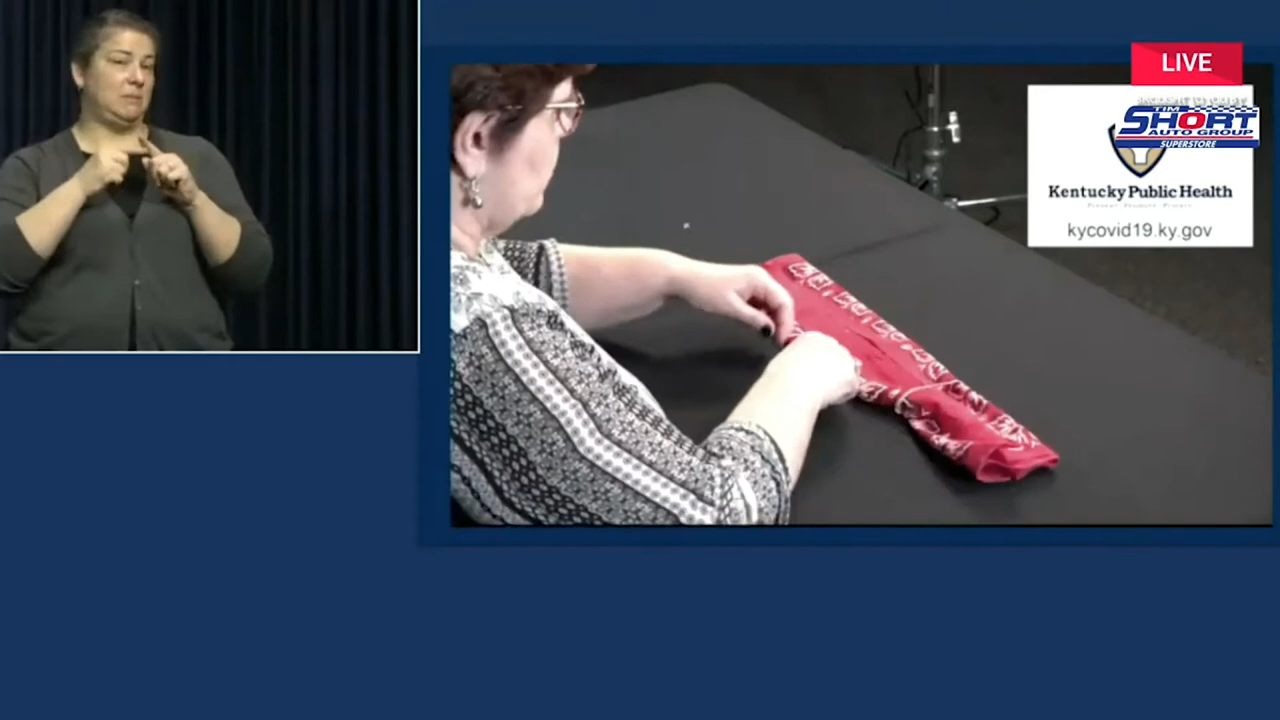 LIVE
TIM
SHORT
AUTO GROUP
SUPERSTORE
Kentucky Public Health
kycovid19.ky.gov